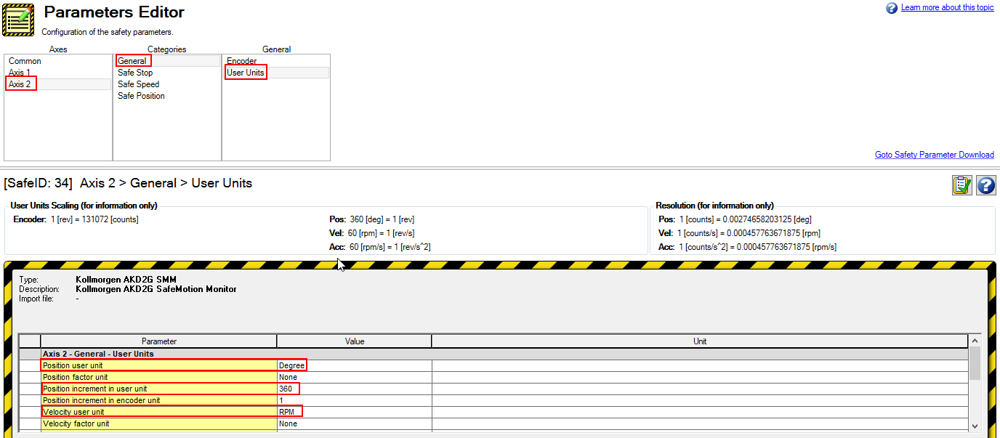 Parameters Editor
Learn more about this topic
Configuration of the safety parameters.
Axes Categories General
Common General Encoder
Axis 1 Safe Stop User Units
Axis 2 Safe Speed
Safe Position
Goto Safety Parameter Download
[SafeID: 34] Axis 2 > General > User Units
User Units Scaling (for information only) Resolution (for information only)
Encoder: 1 [rev] = 131072 [counts] Pos: 360 [deg] = 1 [rev] Pos: 1 [counts] = 0.00274658203125 [deg]
Vel: 60 [rpm] = 1 [rev/s] Vel: 1 [counts/s] = 0.000457763671875 [rpm]
Acc: 60 [rpm/s] = 1 [rev/s^2] Acc: 1 [counts/s^2] = 0.000457763671875 [rpm/s]
Type: Kollmorgen AKD2G SMM
Description: Kollmorgen AKD2G SafeMotion Monitor
Import file: -
Parameter Value Unit
Axis 2 - General - User Units
Position user unit Degree
Position factor unit None
Position increment in user unit 360
Position increment in encoder unit 1
Velocity user unit RPM
Velocity factor unit None